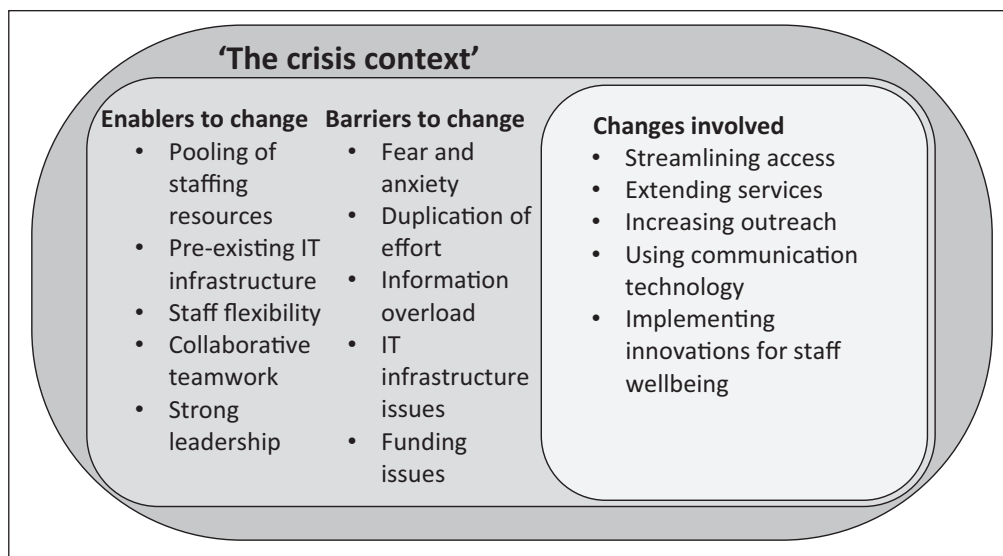 ‘The crisis context’
Enablers to change
• Pooling of
staffing
resources
• Pre-existing IT
infrastructure
• Staff flexibility
• Collaborative
teamwork
• Strong
leadership
Barriers to change
• Fear and
anxiety
• Duplication of
effort
• Information
overload
• IT
infrastructure
issues
• Funding
issues
Changes involved
• Streamlining access
• Extending services
• Increasing outreach
• Using communication
technology
• Implementing
innovations for staff
wellbeing